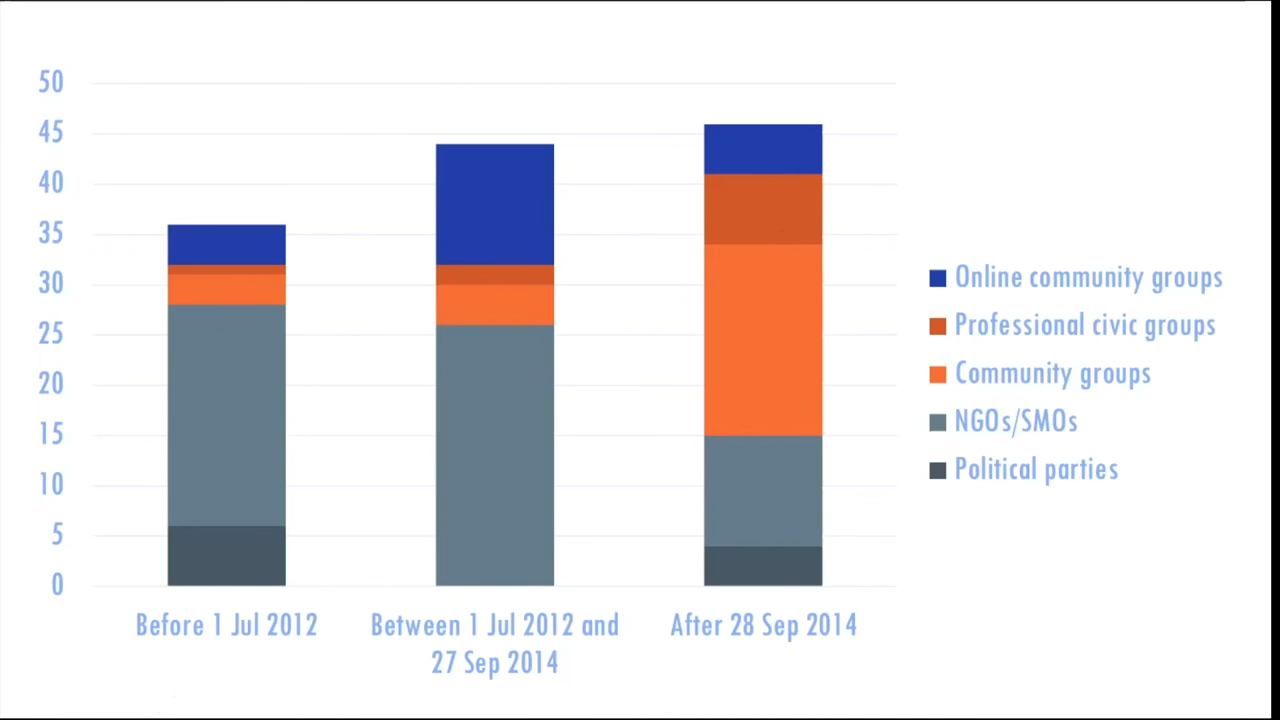 50
45
40
35
30
25
20
15
10
5
0
Before 1 Jul 2012
Between 1 Jul 2012 and
27 Sep 2014
After 28 Sep 2014
Online community groups
Professional civic groups
Community groups
NGOs/SMOs
Political parties